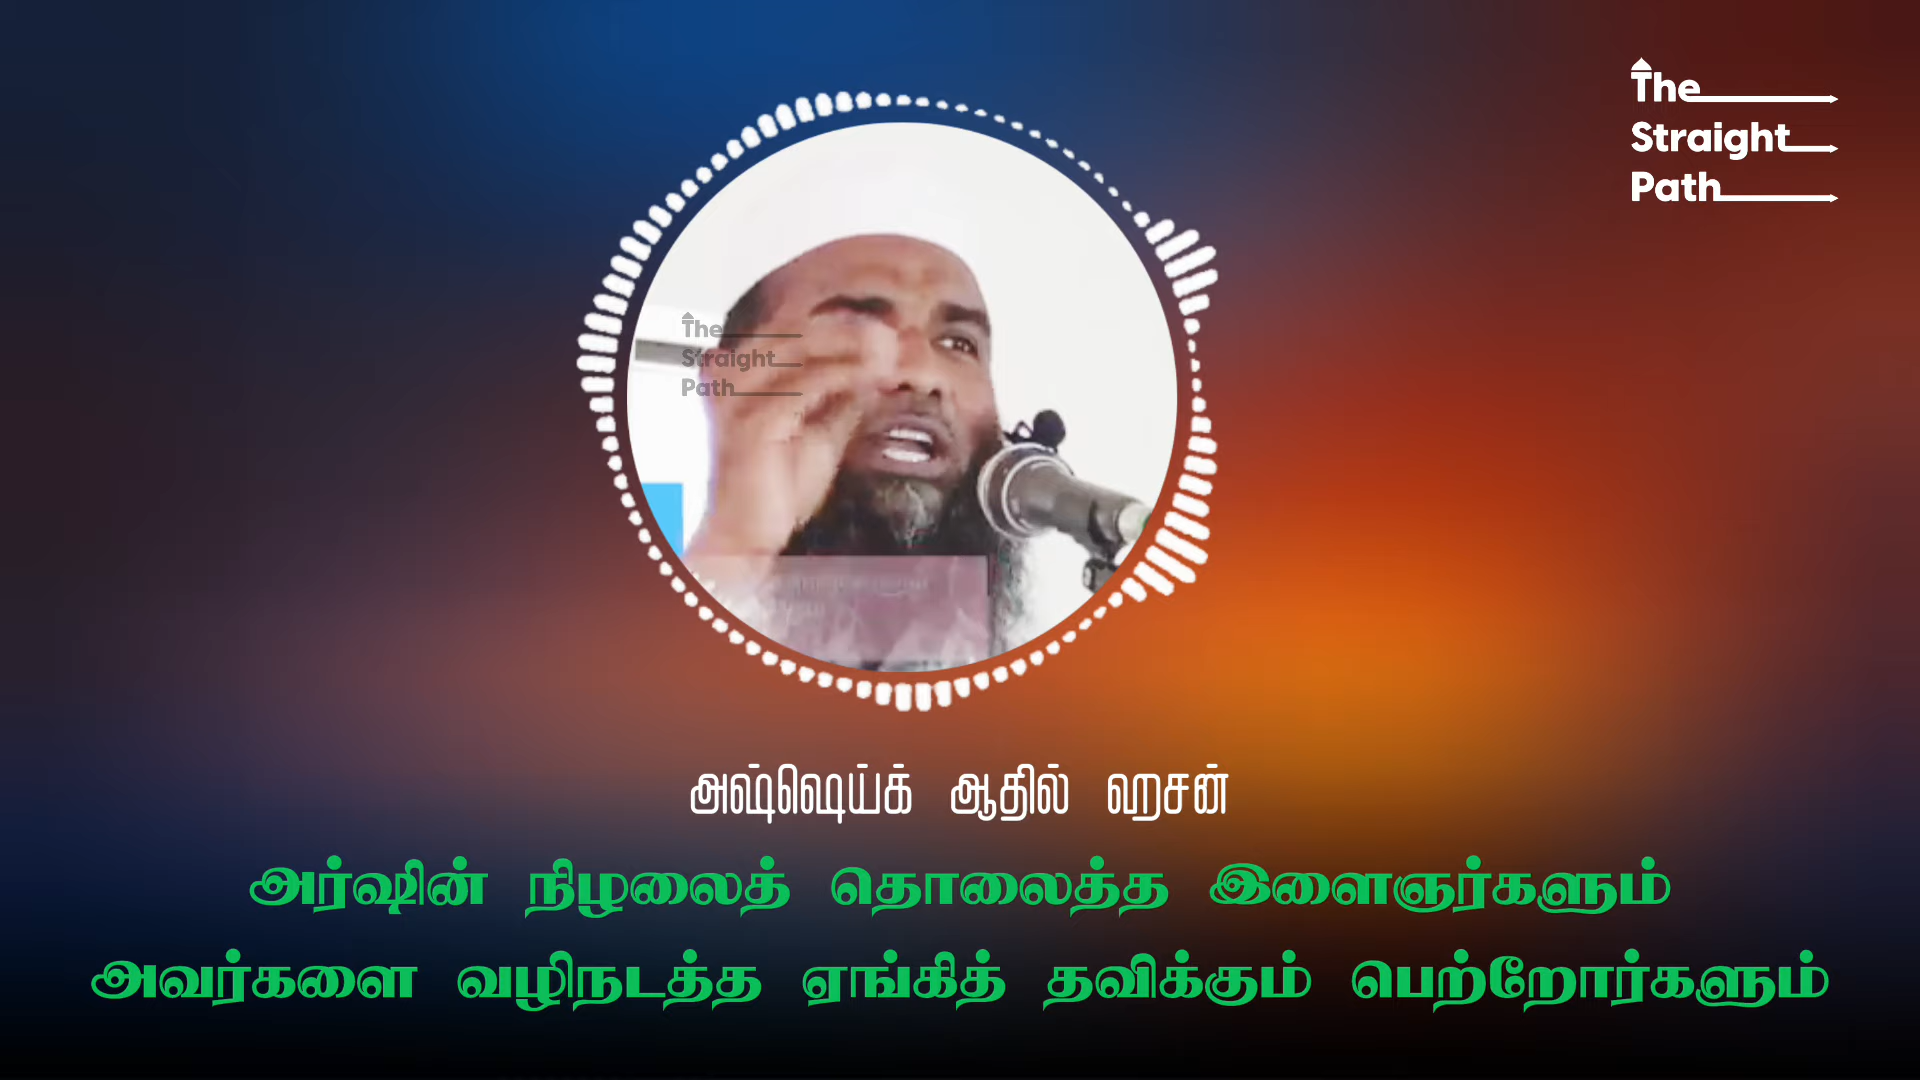 The
Straight
Path
The
Straight
Path
அஷ்ஷெய்க் ஆதில் ஹசன்
அர்ஷின் நிழலைத் தொலைத்த இளைஞர்களும்
அவர்களை வழிநடத்த ஏங்கித் தவிக்கும் பெற்றோர்களும்